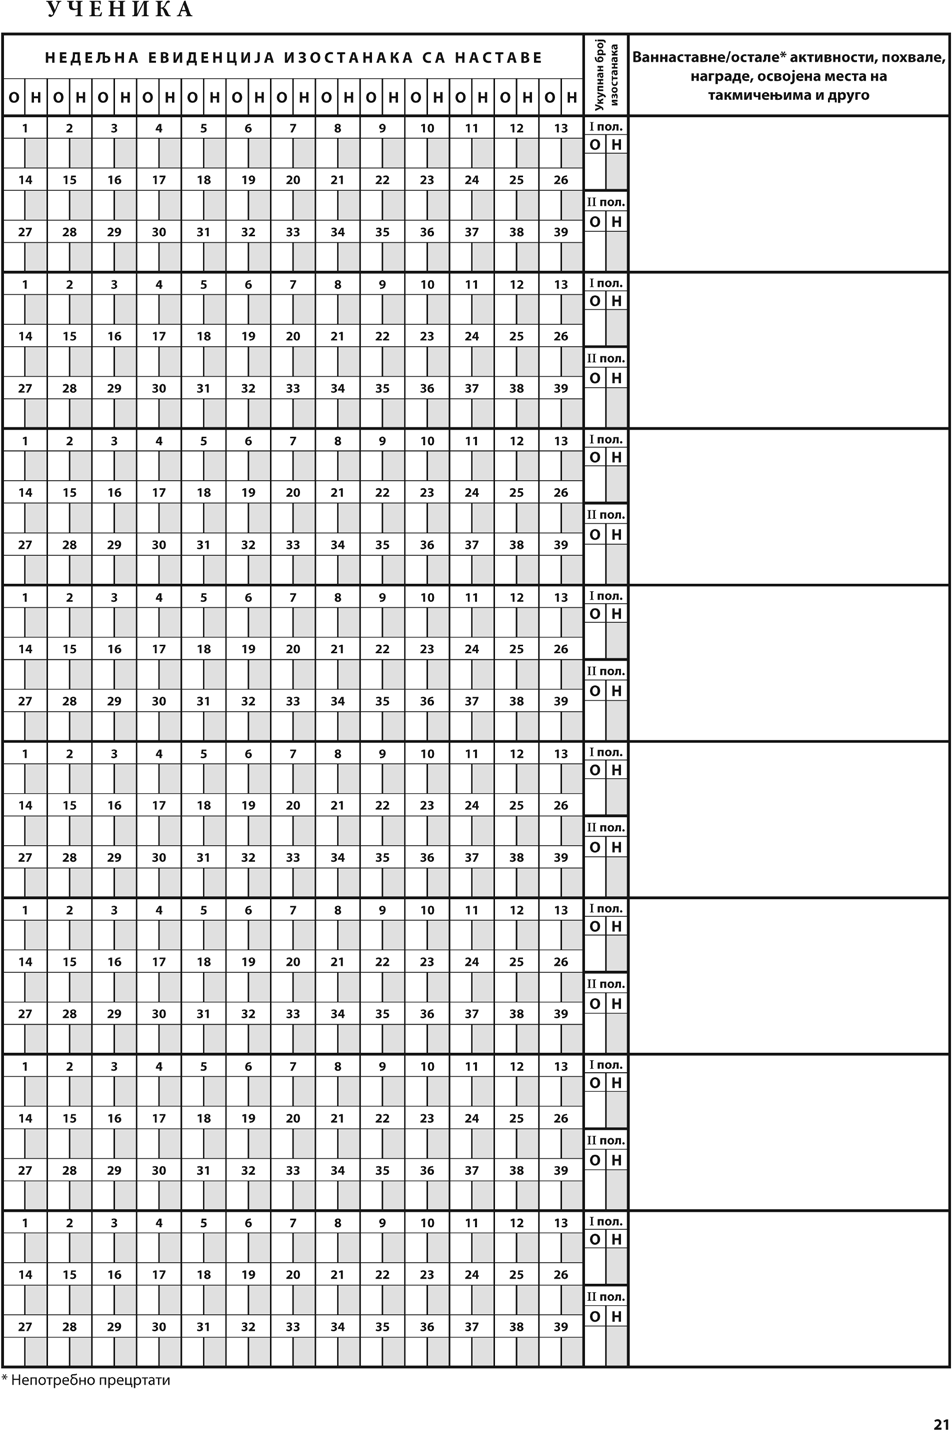 УЧЕНИКА
НЕДЕЉНА ЕВИДЕНЦИЈА ИЗОСТАНАКА СА НАСТАВЕ
Укупнан број
изостанака
Ваннаставне/остале* активности, похвале,
награде, освојена места на
такмичењима и друго
О Н О Н О Н О Н О Н О Н О Н О Н О Н О Н О Н О Н О Н
1 2 3 4 5 6 7 8 9 10 11 12 13 I пол.
О Н
14 15 16 17 18 19 20 21 22 23 24 25 26
II пол.
О Н
27 28 29 30 31 32 33 34 35 36 37 38 39
1 2 3 4 5 6 7 8 9 10 11 12 13 I пол.
О Н
14 15 16 17 18 19 20 21 22 23 24 25 26
II пол.
О Н
27 28 29 30 31 32 33 34 35 36 37 38 39
1 2 3 4 5 6 7 8 9 10 11 12 13 I пол.
О Н
14 15 16 17 18 19 20 21 22 23 24 25 26
II пол.
О Н
27 28 29 30 31 32 33 34 35 36 37 38 39
1 2 3 4 5 6 7 8 9 10 11 12 13 I пол.
О Н
14 15 16 17 18 19 20 21 22 23 24 25 26
II пол.
О Н
27 28 29 30 31 32 33 34 35 36 37 38 39
1 2 3 4 5 6 7 8 9 10 11 12 13 I пол.
О Н
14 15 16 17 18 19 20 21 22 23 24 25 26
II пол.
О Н
27 28 29 30 31 32 33 34 35 36 37 38 39
1 2 3 4 5 6 7 8 9 10 11 12 13 I пол.
О Н
14 15 16 17 18 19 20 21 22 23 24 25 26
II пол.
О Н
27 28 29 30 31 32 33 34 35 36 37 38 39
1 2 3 4 5 6 7 8 9 10 11 12 13 I пол.
О Н
14 15 16 17 18 19 20 21 22 23 24 25 26
II пол.
О Н
27 28 29 30 31 32 33 34 35 36 37 38 39
1 2 3 4 5 6 7 8 9 10 11 12 13 I пол.
О Н
14 15 16 17 18 19 20 21 22 23 24 25 26
II пол.
О Н
27 28 29 30 31 32 33 34 35 36 37 38 39
* Непотребно прецртати
21